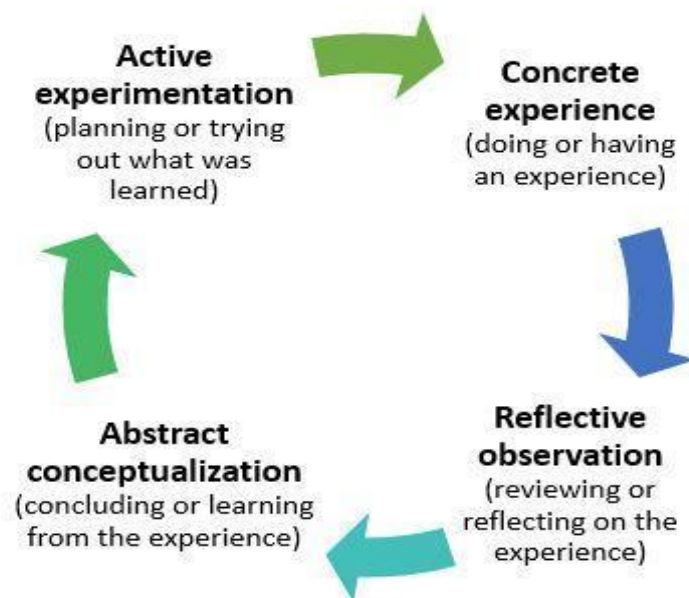 Active
experimentation
(planning or trying
out what was
learned)
Concrete
experience
(doing or having
an experience)
Reflective
observation
(reviewing or
reflecting on the
experience)
Abstract
conceptualization
(concluding or learning
from the experience)